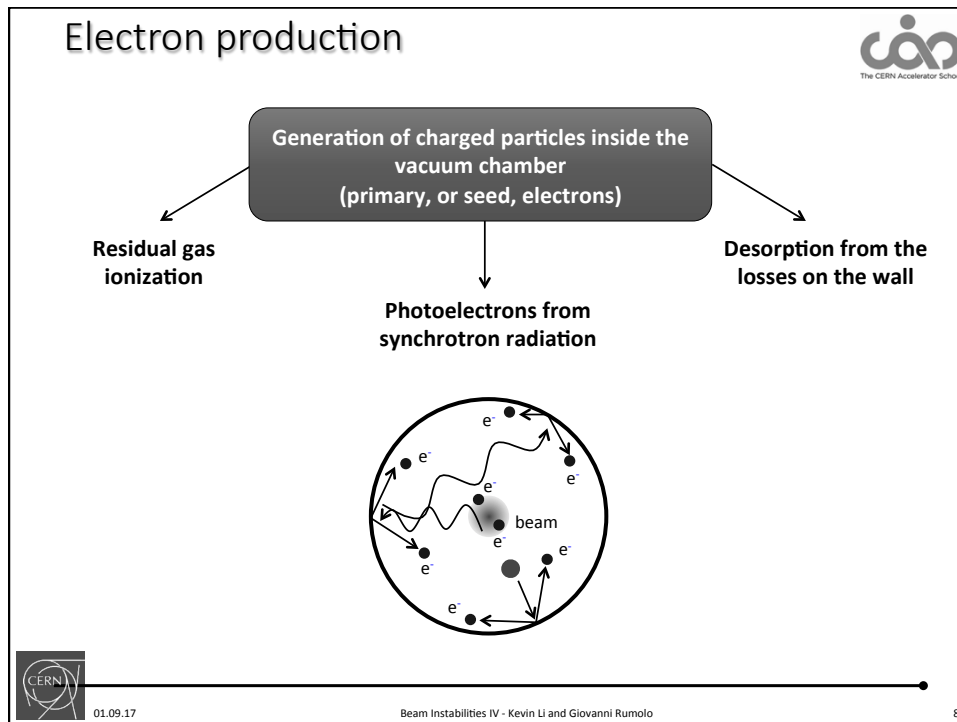 Electron production
The CERN Accelerator School
Generation of charged particles inside the
vacuum chamber
(primary, or seed, electrons)
Residual gas
ionization
Photoelectrons from
synchrotron radiation
Desorption from the
losses on the wall
e-
e-
e-
e-
beam
e-
e-
e-
e-
CERN
01.09.17
Beam Instabilities IV - Kevin Li and Giovanni Rumolo
8